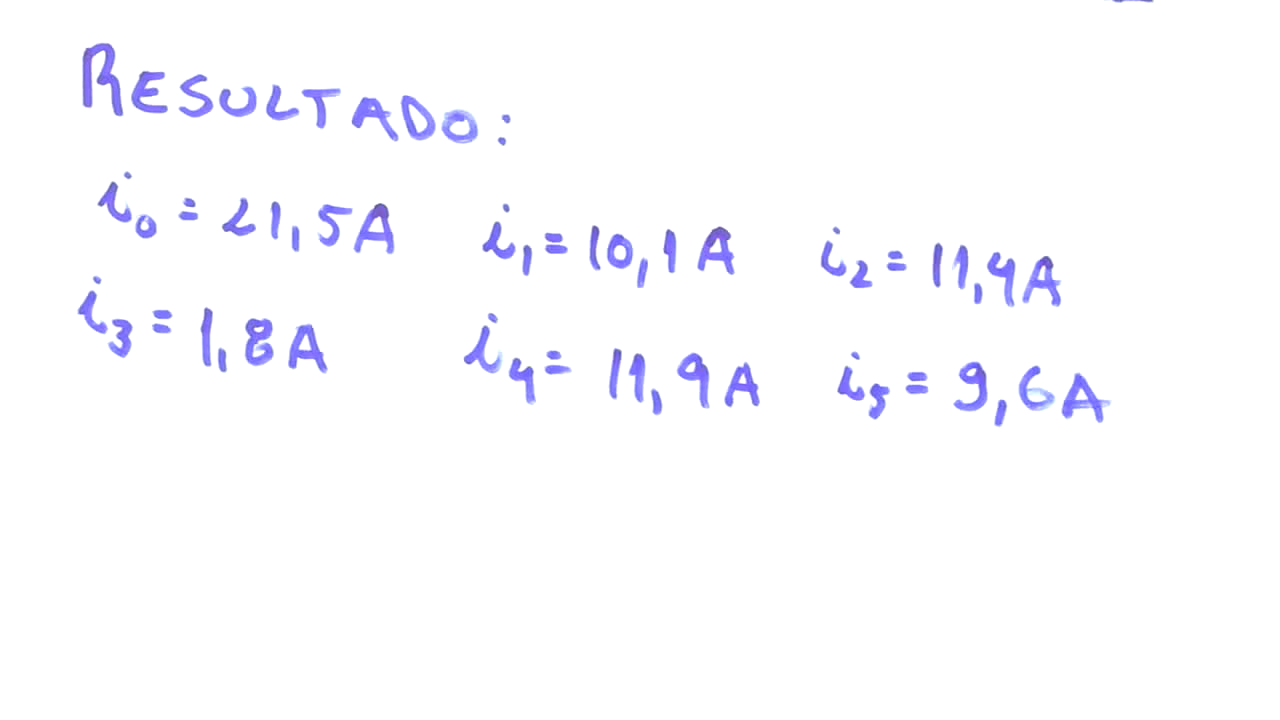 RESULTADO:
i₀ = 21,5A i₁ = 10,1A i₂ = 11,4A
i₃ = 1,8A i₄ = 11,9A i₅ = 9,6A